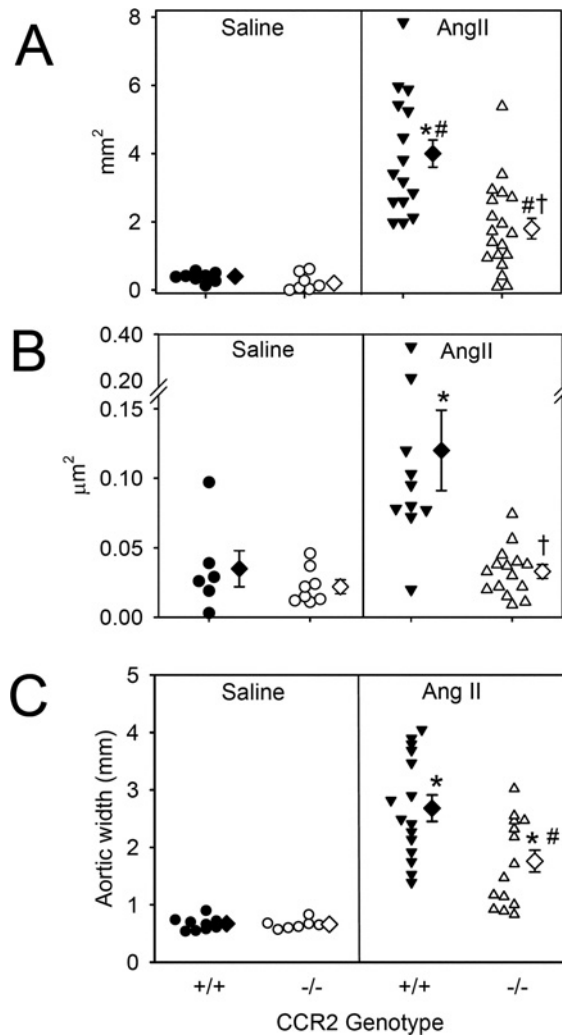 A
Saline
AngII
8
6
4
2
0
mm²
*#
#†
B
Saline
AngII
0.40
0.20
0.15
0.10
0.05
0.00
μm²
*
†
C
Saline
Ang II
5
4
3
2
1
0
Aortic width (mm)
*
* #
+/+
-/-
+/+
-/-
CCR2 Genotype